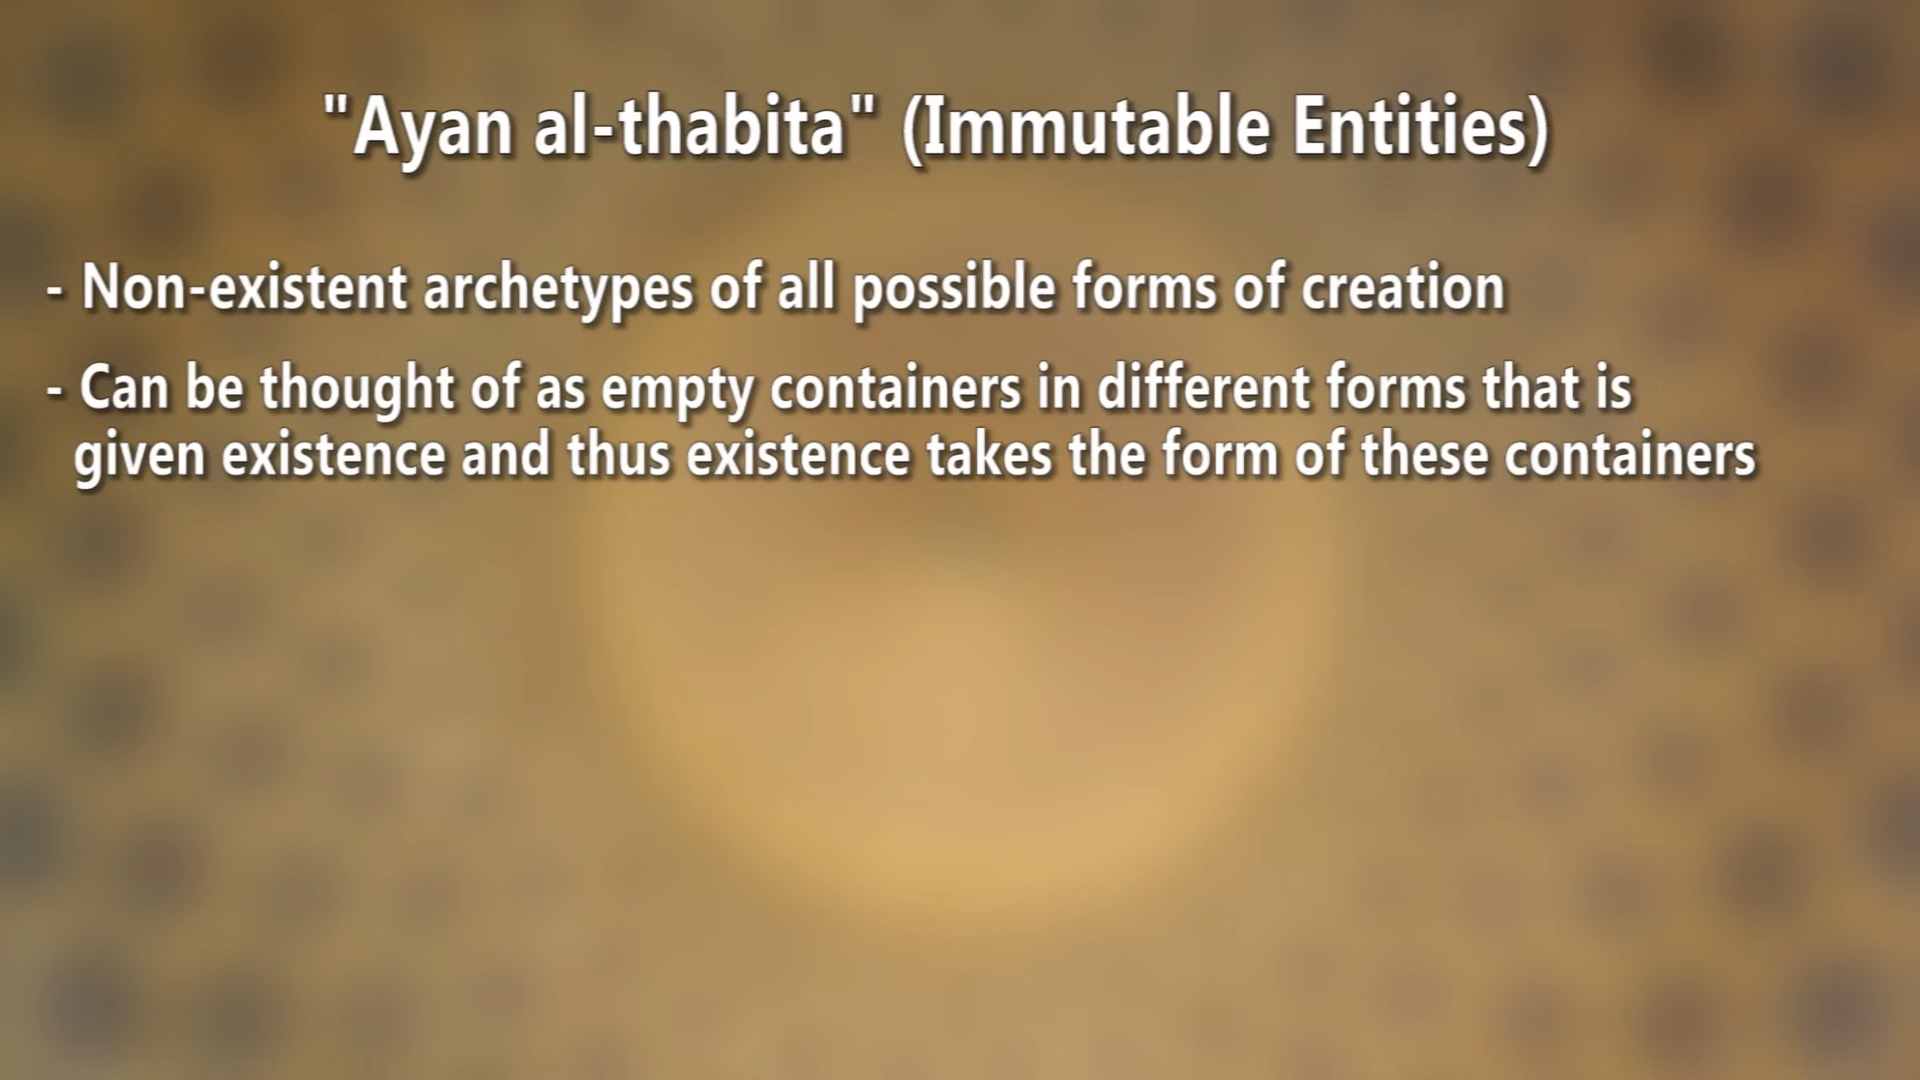 "Ayan al-thabita" (Immutable Entities)
- Non-existent archetypes of all possible forms of creation
- Can be thought of as empty containers in different forms that is
given existence and thus existence takes the form of these containers